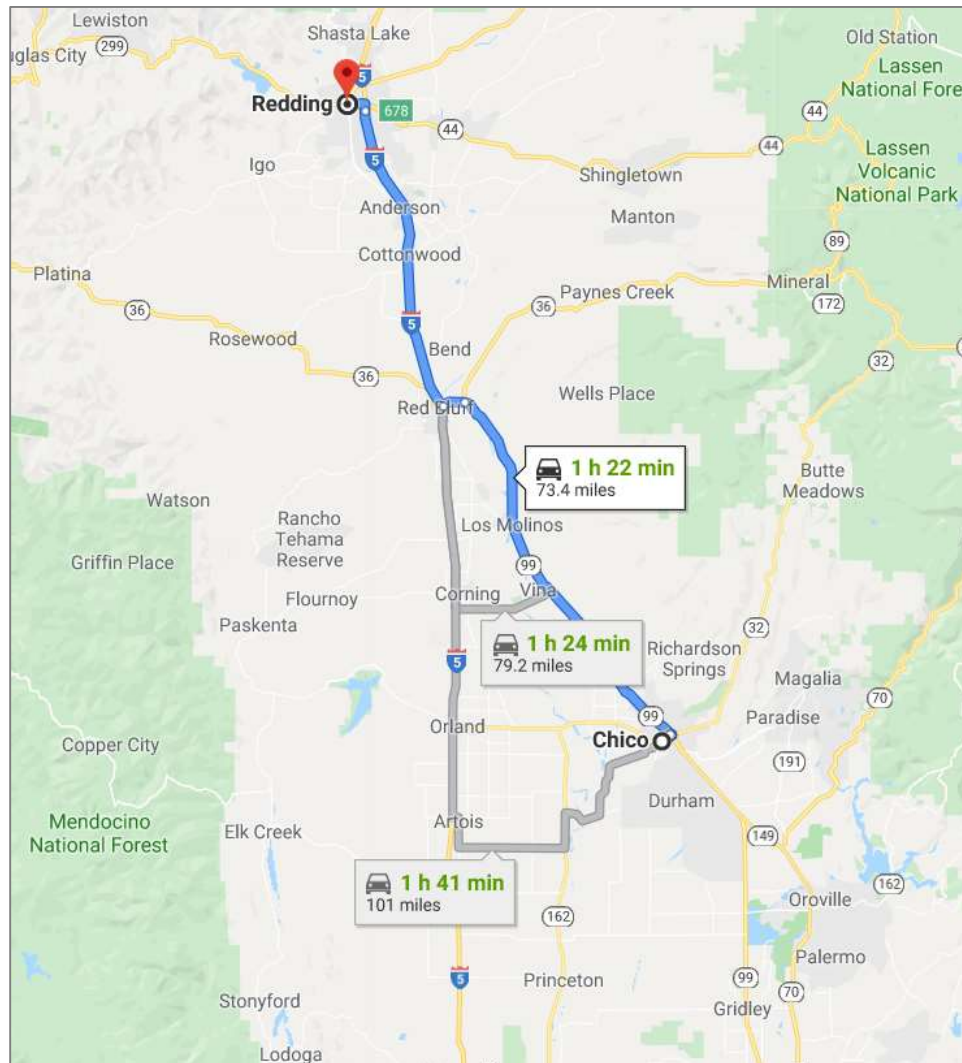 Lewiston
299
Shasta Lake
uglas City
5
Old Station
Lassen
National Fore
Redding
678
44
44
44
5
Igo
Shingletown
Lassen
Volcanic
National Park
Anderson
Manton
Cottonwood
89
Platina
Mineral
36
Paynes Creek
172
36
5
Rosewood
Bend
32
36
Red Bluff
Wells Place
1 h 22 min
73.4 miles
Butte
Meadows
Watson
Rancho
Tehama
Reserve
Los Molinos
Griffin Place
99
Flournoy
Corning
Vina
Paskenta
1 h 24 min
79.2 miles
32
Richardson
Springs
5
Magalia
70
Orland
99
Paradise
Chico
Copper City
191
Durham
Mendocino
National Forest
Elk Creek
Artois
149
1 h 41 min
101 miles
162
Oroville
162
Palermo
5
Princeton
99
70
Stonyford
Gridley
Lodoga